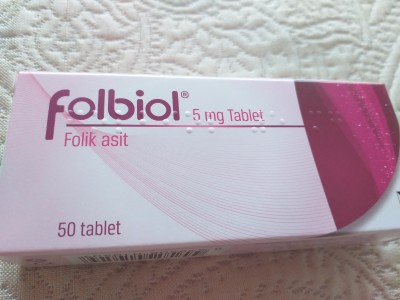 folbiol® 5 mg Tablet
Folik asit
50 tablet